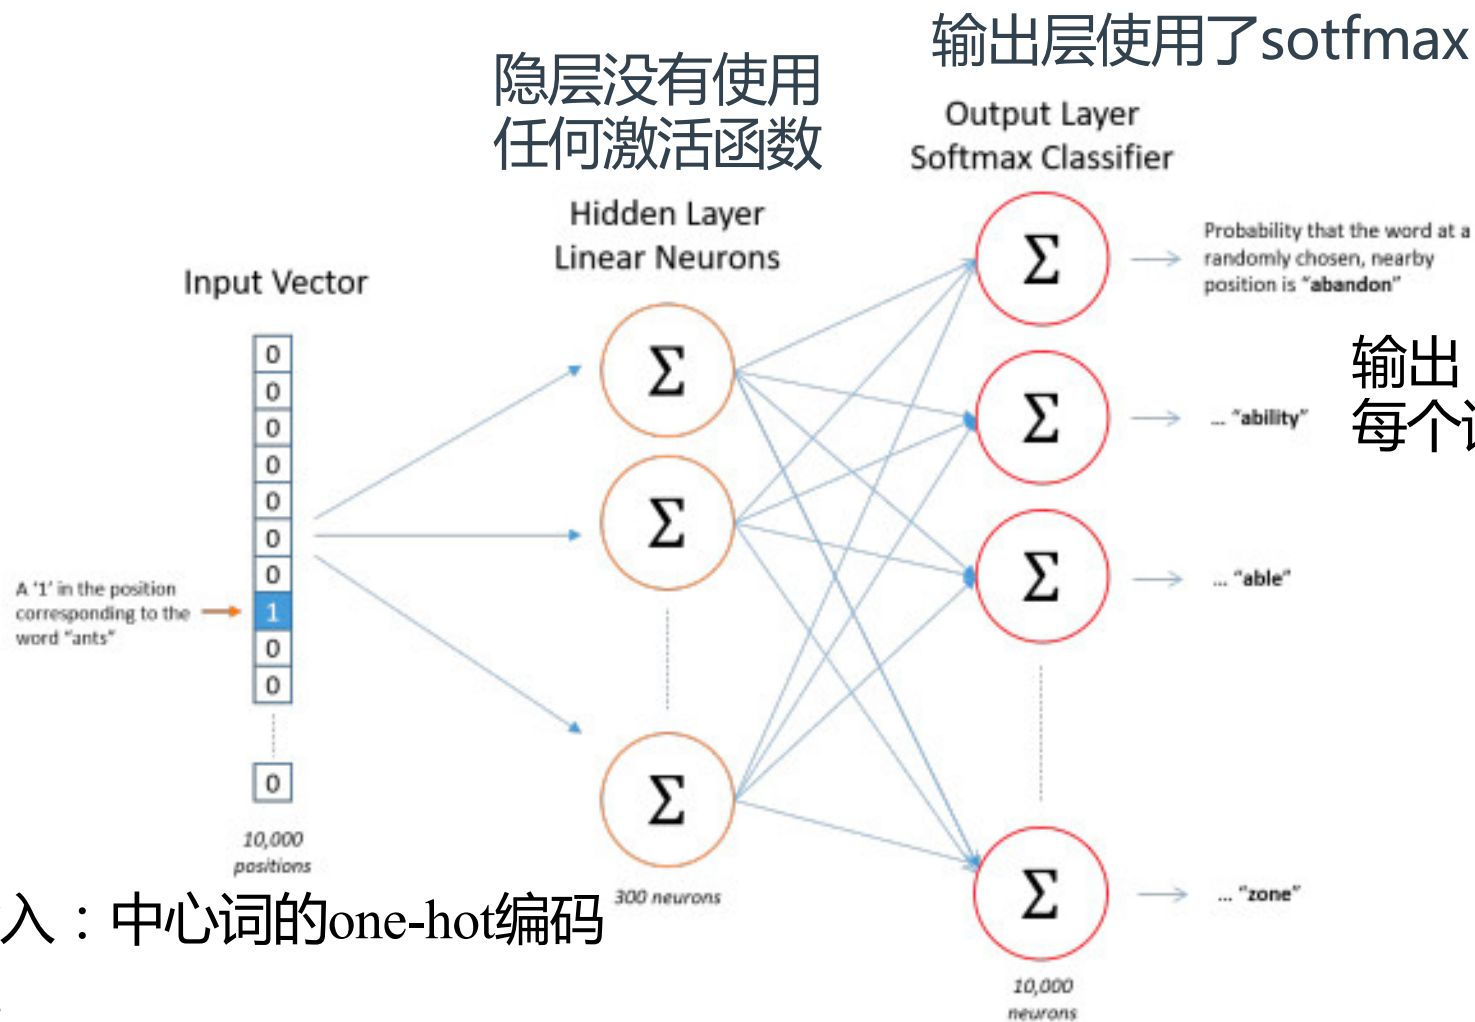 输出层使用了sotfmax
隐层没有使用
任何激活函数
Output Layer
Softmax Classifier
Hidden Layer
Linear Neurons
Input Vector
Σ
Σ
Σ
Σ
Σ
Σ
Σ
Probability that the word at a
randomly chosen, nearby
position is “abandon”
输出
每个
... “ability”
... “able”
... “zone”
0
0
0
0
0
0
0
1
0
0
0
A ‘1’ in the position
corresponding to the
word “ants”
10,000
positions
300 neurons
入：中心词的one-hot编码
10,000
neurons